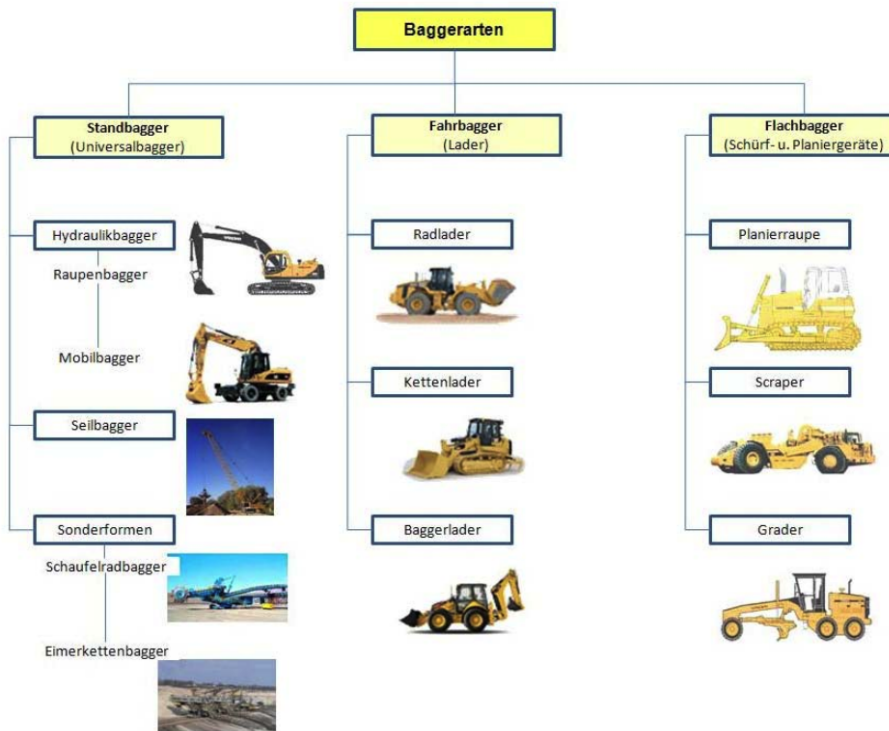 Baggerarten
Standbagger
(Universalbagger)
Hydraulikbagger
Raupenbagger
Mobilbagger
Seilbagger
Sonderformen
Schaufelradbagger
Eimerkettenbagger
Fahrbagger
(Lader)
Radlader
Kettenlader
Baggerlader
Flachbagger
(Schürf- u. Planiergeräte)
Planierraupe
Scraper
Grader